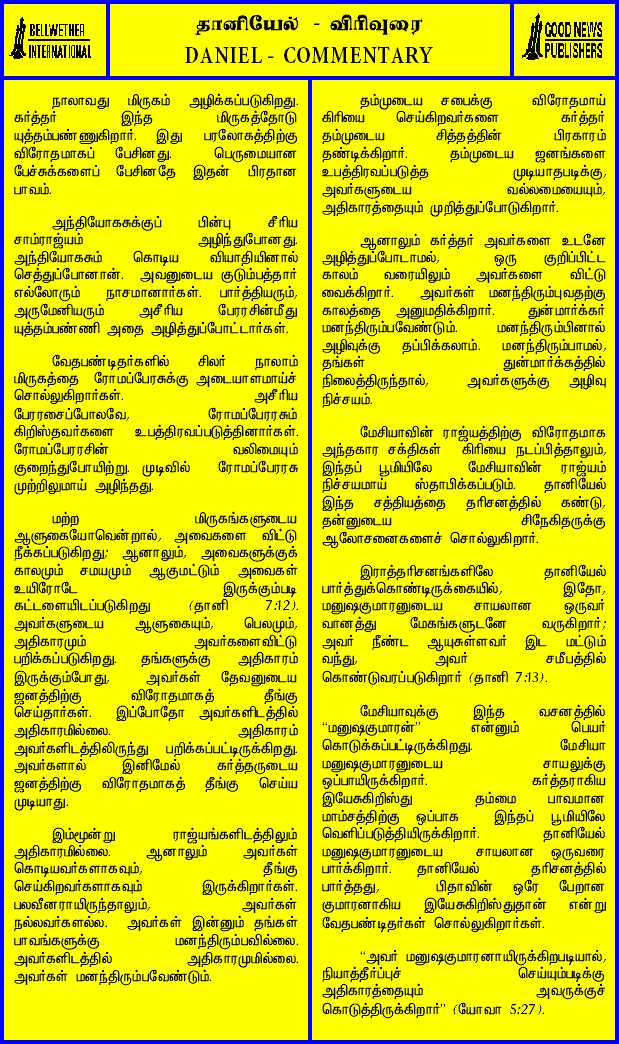 BELLWETHER
INTERNATIONAL
தானியேல் - விரிவுரை
DANIEL - COMMENTARY
GOOD NEWS
PUBLISHERS
நாலாவது மிருகம் அழிக்கப்படுகிறது.
கர்த்தர் இந்த மிருகத்தோடு
யுத்தம்பண்ணுகிறார். இது பரலோகத்திற்கு
விரோதமாகப் பேசினது. பெருமையான
பேச்சுக்களைப் பேசினதே இதன் பிரதான
பாவம்.
அந்தியோகசுக்குப் பின்பு சீரிய
சாம்ராஜ்யம் அழிந்துபோனது.
அந்தியோகசும் கொடிய வியாதியினால்
செத்துப்போனான். அவனுடைய குடும்பத்தார்
எல்லோரும் நாசமானார்கள். பார்த்தியரும்,
அருமேனியரும் அசீரிய பேரரசின்மீது
யுத்தம்பண்ணி அதை அழித்துப்போட்டார்கள்.
வேதபண்டிதர்களில் சிலர் நாலாம்
மிருகத்தை ரோமப்பேரசுக்கு அடையாளமாய்ச்
சொல்லுகிறார்கள். அசீரிய
பேரரசைப்போலவே, ரோமப்பேரரசும்
கிறிஸ்தவர்களை உபத்திரவப்படுத்தினார்கள்.
ரோமப்பேரரசின் வலிமையும்
குறைந்துபோயிற்று. முடிவில் ரோமப்பேரரசு
முற்றிலுமாய் அழிந்தது.
மற்ற மிருகங்களுடைய
ஆளுகையோவென்றால், அவைகளை விட்டு
நீக்கப்படுகிறது; ஆனாலும், அவைகளுக்குக்
காலமும் சமயமும் ஆகுமட்டும் அவைகள்
உயிரோடே இருக்கும்படி
கட்டளையிடப்படுகிறது (தானி 7:12).
அவர்களுடைய ஆளுகையும், பெலமும்,
அதிகாரமும் அவர்களைவிட்டு
பறிக்கப்படுகிறது. தங்களுக்கு அதிகாரம்
இருக்கும்போது, அவர்கள் தேவனுடைய
ஜனத்திற்கு விரோதமாகத் தீங்கு
செய்தார்கள். இப்போதோ அவர்களிடத்தில்
அதிகாரமில்லை. அதிகாரம்
அவர்களிடத்திலிருந்து பறிக்கப்பட்டிருக்கிறது.
அவர்களால் இனிமேல் கர்த்தருடைய
ஜனத்திற்கு விரோதமாகத் தீங்கு செய்ய
முடியாது.
இம்மூன்று ராஜ்யங்களிடத்திலும்
அதிகாரமில்லை. ஆனாலும் அவர்கள்
கொடியவர்களாகவும், தீங்கு
செய்கிறவர்களாகவும் இருக்கிறார்கள்.
பலவீனராயிருந்தாலும், அவர்கள்
நல்லவர்களல்ல. அவர்கள் இன்னும் தங்கள்
பாவங்களுக்கு மனந்திரும்பவில்லை.
அவர்களிடத்தில் அதிகாரமுமில்லை.
அவர்கள் மனந்திரும்பவேண்டும்.
தம்முடைய சபைக்கு விரோதமாய்
கிரியை செய்கிறவர்களை கர்த்தர்
தம்முடைய சித்தத்தின் பிரகாரம்
தண்டிக்கிறார். தம்முடைய ஜனங்களை
உபத்திரவப்படுத்த முடியாதபடிக்கு,
அவர்களுடைய வல்லமையையும்,
அதிகாரத்தையும் முறித்துப்போடுகிறார்.
ஆனாலும் கர்த்தர் அவர்களை உடனே
அழித்துப்போடாமல், ஒரு குறிப்பிட்ட
காலம் வரையிலும் அவர்களை விட்டு
வைக்கிறார். அவர்கள் மனந்திரும்புவதற்கு
காலத்தை அனுமதிக்கிறார். துன்மார்க்கர்
மனந்திரும்பவேண்டும். மனந்திரும்பினால்
அழிவுக்கு தப்பிக்கலாம். மனந்திரும்பாமல்,
தங்கள் துன்மார்க்கத்தில்
நிலைத்திருந்தால், அவர்களுக்கு அழிவு
நிச்சயம்.
மேசியாவின் ராஜ்யத்திற்கு விரோதமாக
அந்தகார சக்திகள் கிரியை நடப்பித்தாலும்,
இந்தப் பூமியிலே மேசியாவின் ராஜ்யம்
நிச்சயமாய் ஸ்தாபிக்கப்படும். தானியேல்
இந்த சத்தியத்தை தரிசனத்தில் கண்டு,
தன்னுடைய சிநேகிதருக்கு
ஆலோசனைகளைச் சொல்லுகிறார்.
இராத்தரிசனங்களிலே தானியேல்
பார்த்துக்கொண்டிருக்கையில், இதோ,
மனுஷகுமாரனுடைய சாயலான ஒருவர்
வானத்து மேகங்களுடனே வருகிறார்;
அவர் நீண்ட ஆயுசுள்ளவர் இட மட்டும்
வந்து, அவர் சமீபத்தில்
கொண்டுவரப்படுகிறார் (தானி 7:13).
மேசியாவுக்கு இந்த வசனத்தில்
“மனுஷகுமாரன்” என்னும் பெயர்
கொடுக்கப்பட்டிருக்கிறது. மேசியா
மனுஷகுமாரனுடைய சாயலுக்கு
ஒப்பாயிருக்கிறார். கர்த்தராகிய
இயேசுகிறிஸ்து தம்மை பாவமான
மாம்சத்திற்கு ஒப்பாக இந்தப் பூமியிலே
வெளிப்படுத்தியிருக்கிறார். தானியேல்
மனுஷகுமாரனுடைய சாயலான ஒருவரை
பார்க்கிறார். தானியேல் தரிசனத்தில்
பார்த்தது, பிதாவின் ஒரே பேறான
குமாரனாகிய இயேசுகிறிஸ்துதான் என்று
வேதபண்டிதர்கள் சொல்லுகிறார்கள்.
“அவர் மனுஷகுமாரனாயிருக்கிறபடியால்,
நியாத்தீர்ப்புச் செய்யும்படிக்கு
அதிகாரத்தையும் அவருக்குச்
கொடுத்திருக்கிறார்” (யோவா 5:27).